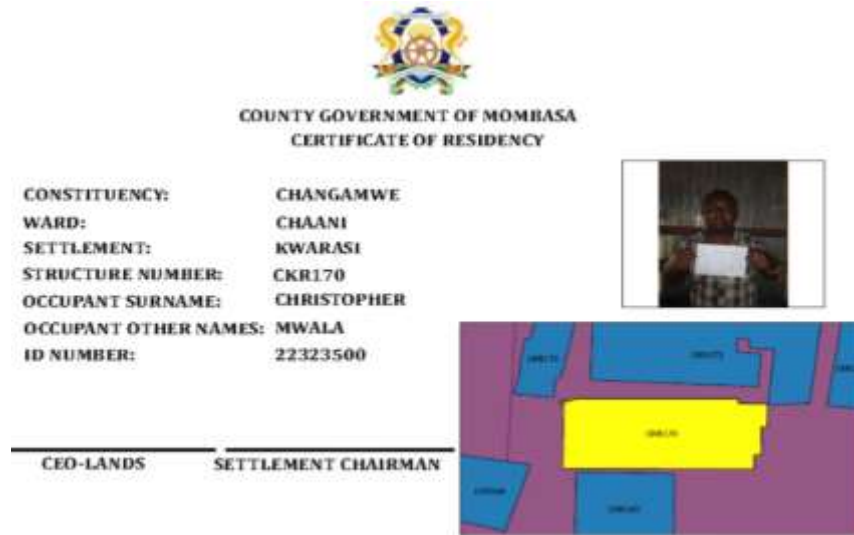 COUNTY GOVERNMENT OF MOMBASA
CERTIFICATE OF RESIDENCY
CONSTITUENCY: CHANGAMWE
WARD: CHAANI
SETTLEMENT: KWARASI
STRUCTURE NUMBER: CKR170
OCCUPANT SURNAME: CHRISTOPHER
OCCUPANT OTHER NAMES: MWALA
ID NUMBER: 22323500
CEO-LANDS SETTLEMENT CHAIRMAN